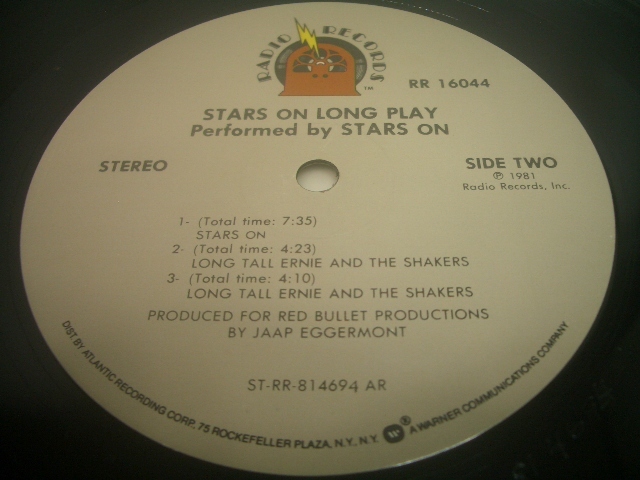 RADIO RECORDS
TM
RR 16044
STARS ON LONG PLAY
Performed by STARS ON
STEREO
SIDE TWO
℗ 1981
Radio Records, Inc.
1- (Total time: 7:35)
STARS ON
2- (Total time: 4:23)
LONG TALL ERNIE AND THE SHAKERS
3- (Total time: 4:10)
LONG TALL ERNIE AND THE SHAKERS
PRODUCED FOR RED BULLET PRODUCTIONS
BY JAAP EGGERMONT
ST-RR-814694 AR
DIST. BY ATLANTIC RECORDING CORP. 75 ROCKEFELLER PLAZA, N.Y., N.Y. ® A WARNER COMMUNICATIONS COMPANY